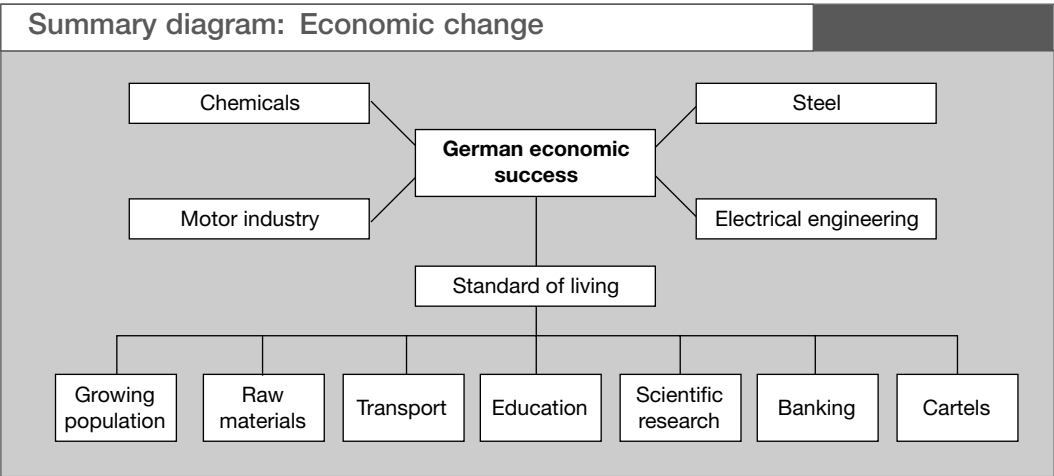 Summary diagram: Economic change
Chemicals
Steel
German economic
success
Motor industry
Electrical engineering
Standard of living
Growing
population
Raw
materials
Transport
Education
Scientific
research
Banking
Cartels